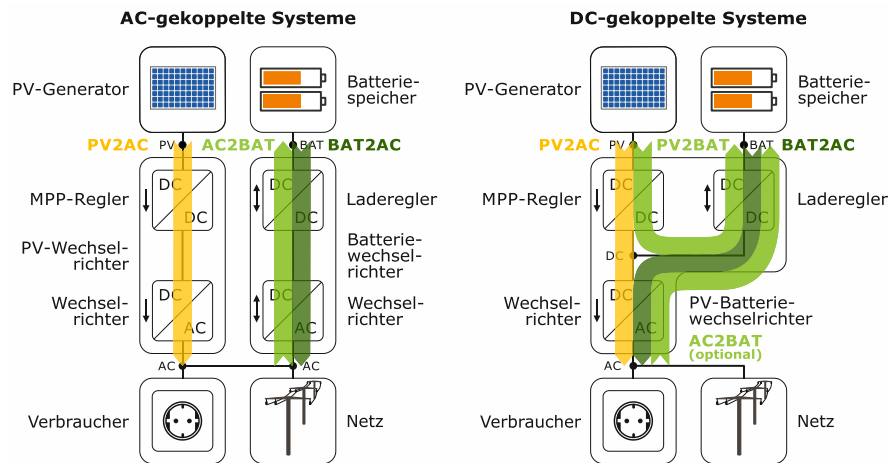 AC-gekoppelte Systeme
PV-Generator
Batterie-
speicher
PV2AC
PV
AC2BAT
BAT
BAT2AC
DC
DC
DC
DC
MPP-Regler
Laderegler
PV-Wechsel-
richter
Batterie-
wechsel-
richter
DC
AC
DC
AC
Wechsel-
richter
Wechsel-
richter
AC
AC
Verbraucher
Netz
DC-gekoppelte Systeme
PV-Generator
Batterie-
speicher
PV2AC
PV
PV2BAT
BAT
BAT2AC
DC
DC
DC
DC
MPP-Regler
Laderegler
DC
DC
AC
Wechsel-
richter
PV-Batterie-
wechselrichter
AC2BAT
(optional)
AC
Verbraucher
Netz